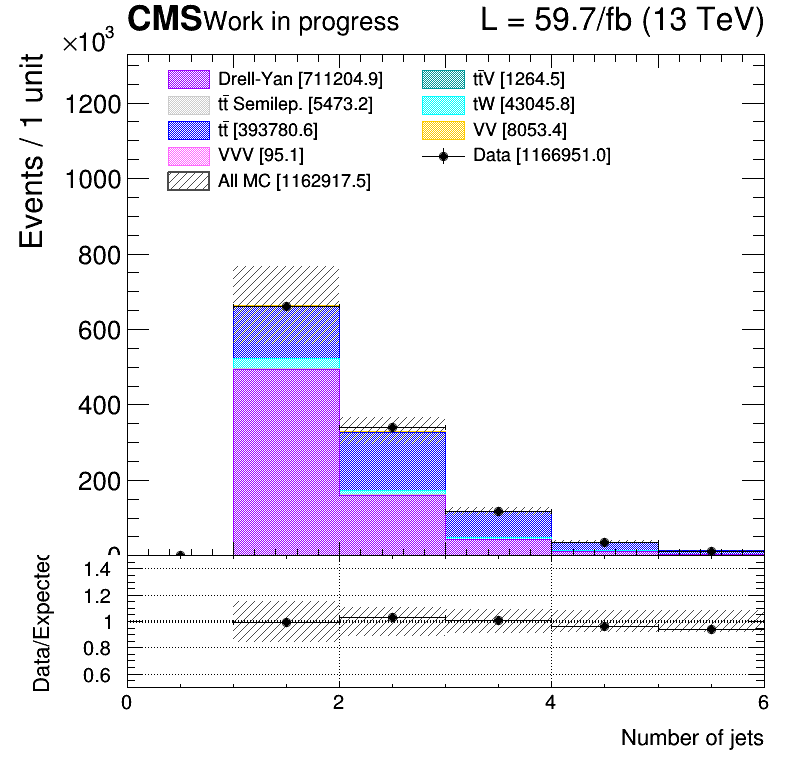 CMS Work in progress L = 59.7/fb (13 TeV)
×10³
Events / 1 unit
Drell-Yan [711204.9] tt̄V [1264.5]
tt̄ Semilep. [5473.2] tW [43045.8]
tt̄ [393780.6] VV [8053.4]
VVV [95.1] Data [1166951.0]
All MC [1162917.5]
1200
1000
800
600
400
200
0
Data/Expected
1.4
1.2
1
0.8
0.6
0 2 4 6
Number of jets